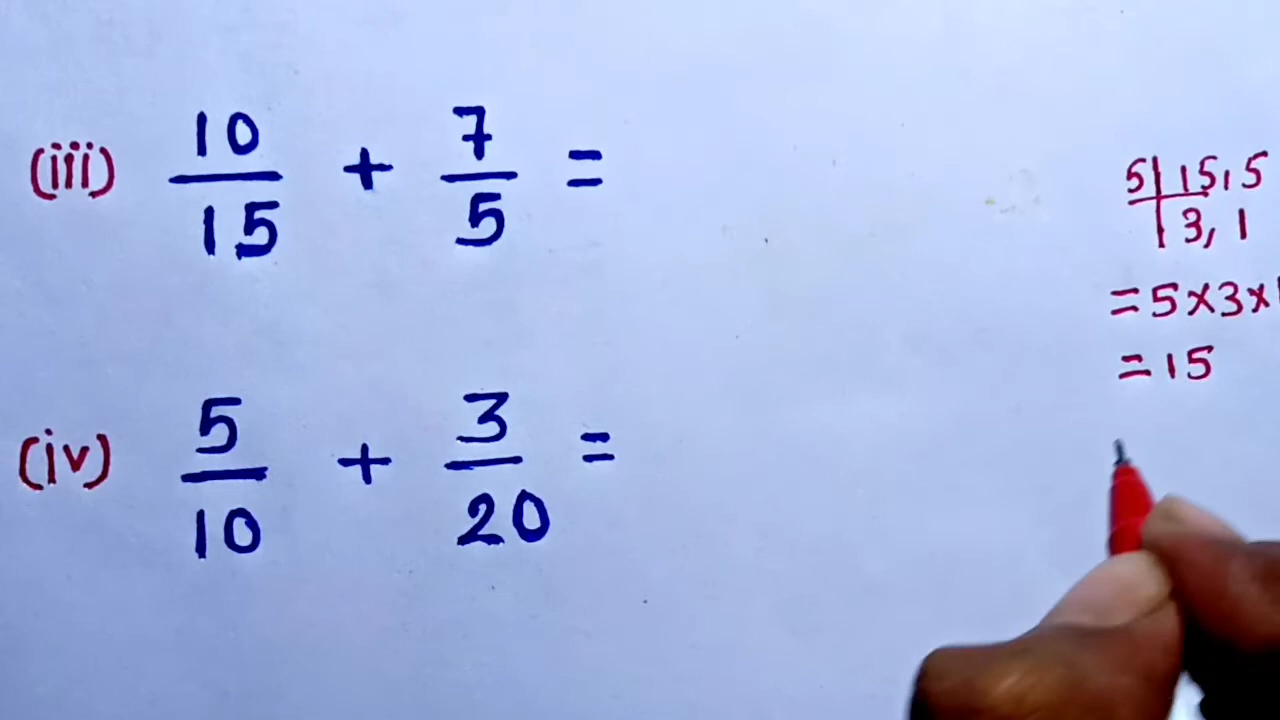 (iii) 10/15 + 7/5 =
5 | 15, 5
| 3, 1
= 5 × 3 ×
= 15
(iv) 5/10 + 3/20 =